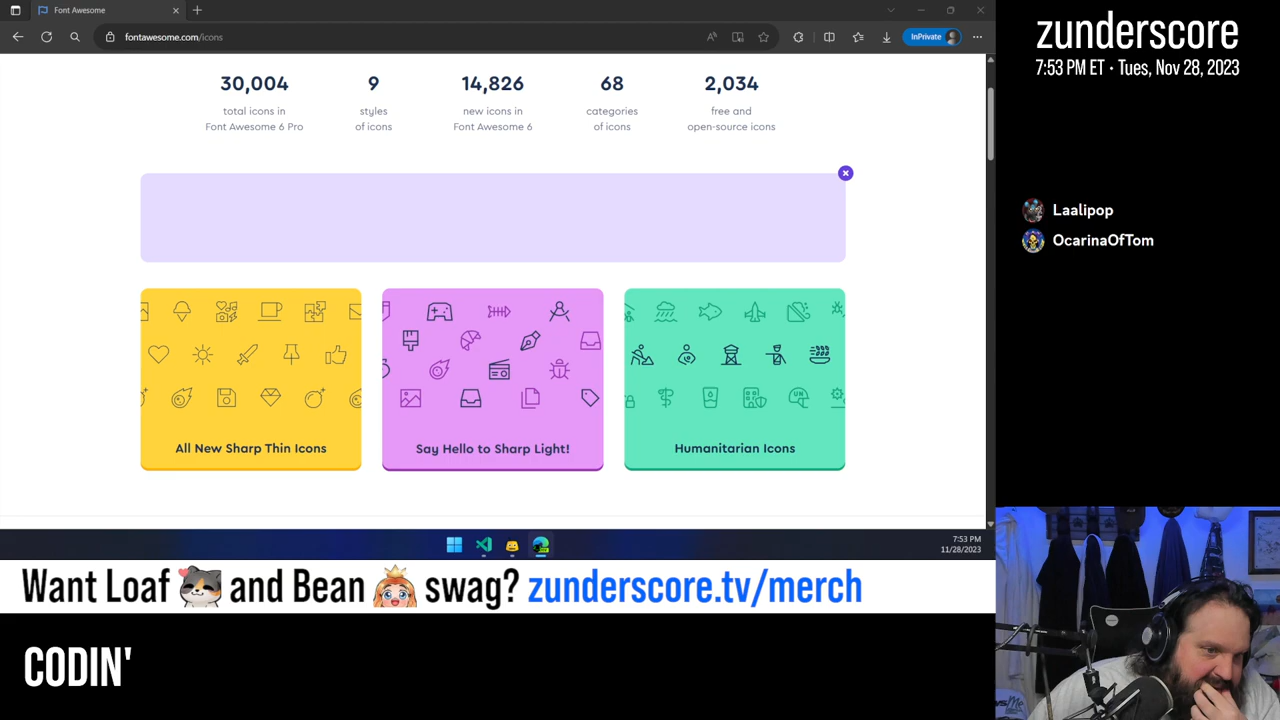 Font Awesome
fontawesome.com/icons
InPrivate
30,004
total icons in
Font Awesome 6 Pro
9
styles
of icons
14,826
new icons in
Font Awesome 6
68
categories
of icons
2,034
free and
open-source icons
All New Sharp Thin Icons
Say Hello to Sharp Light!
UN
Humanitarian Icons
7:53 PM
11/28/2023
Want Loaf and Bean swag? zunderscore.tv/merch
CODIN'
zunderscore
7:53 PM ET • Tues, Nov 28, 2023
Laalipop
OcarinaOfTom